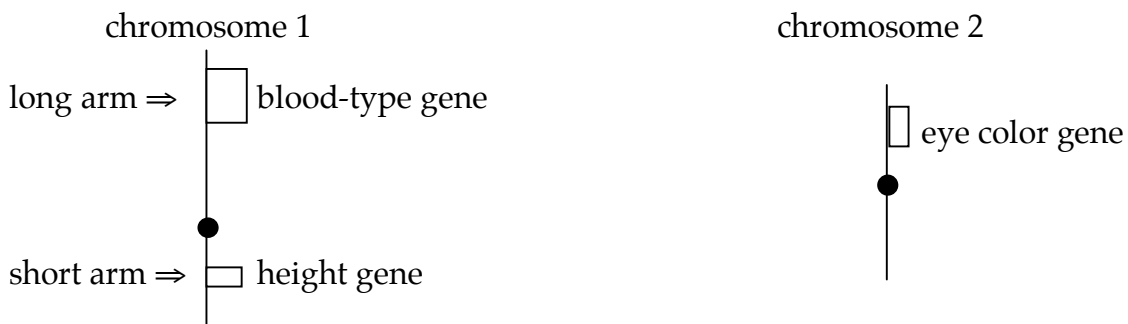 chromosome 1
chromosome 2
long arm ⇒
blood-type gene
eye color gene
short arm ⇒
height gene